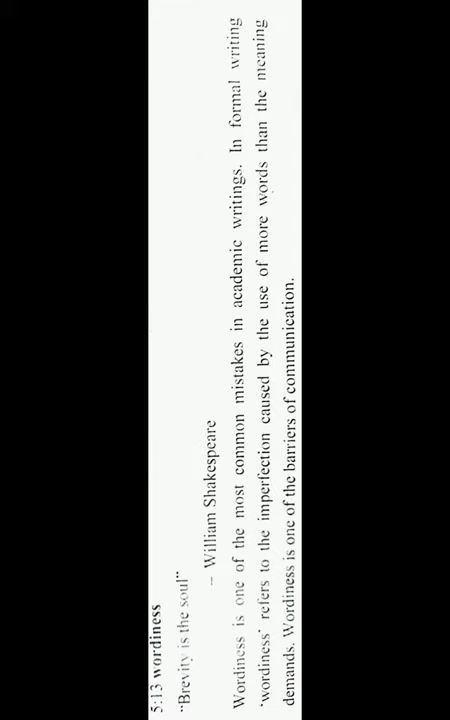 5:13 wordiness
“Brevity is the soul”
– William Shakespeare
Wordiness is one of the most common mistakes in academic writings. In formal writing
‘wordiness’ refers to the imperfection caused by the use of more words than the meaning
demands. Wordiness is one of the barriers of communication.